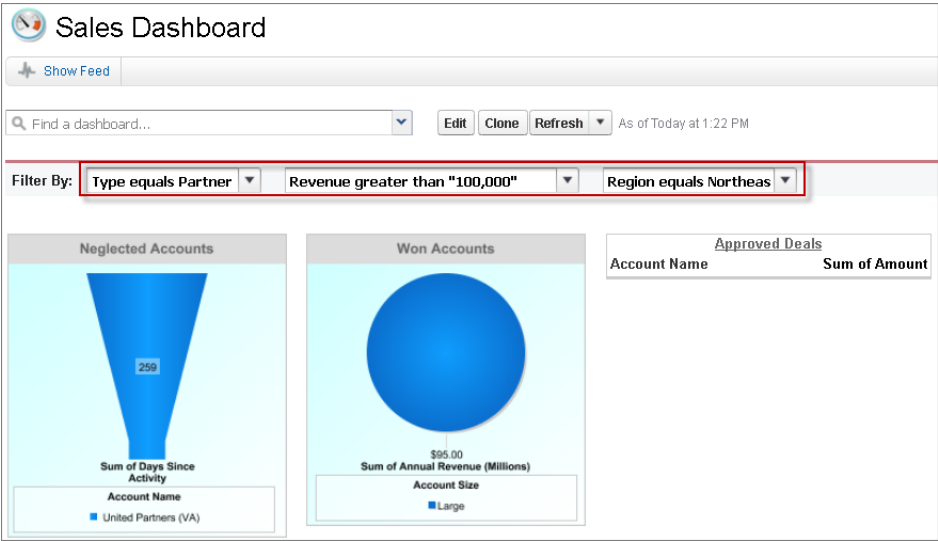 Sales Dashboard
Show Feed
Find a dashboard...
Edit Clone Refresh As of Today at 1:22 PM
Filter By: Type equals Partner Revenue greater than "100,000" Region equals Northeas
Neglected Accounts
259
Sum of Days Since
Activity
Account Name
United Partners (VA)
Won Accounts
$95.00
Sum of Annual Revenue (Millions)
Account Size
Large
Approved Deals
Account Name Sum of Amount